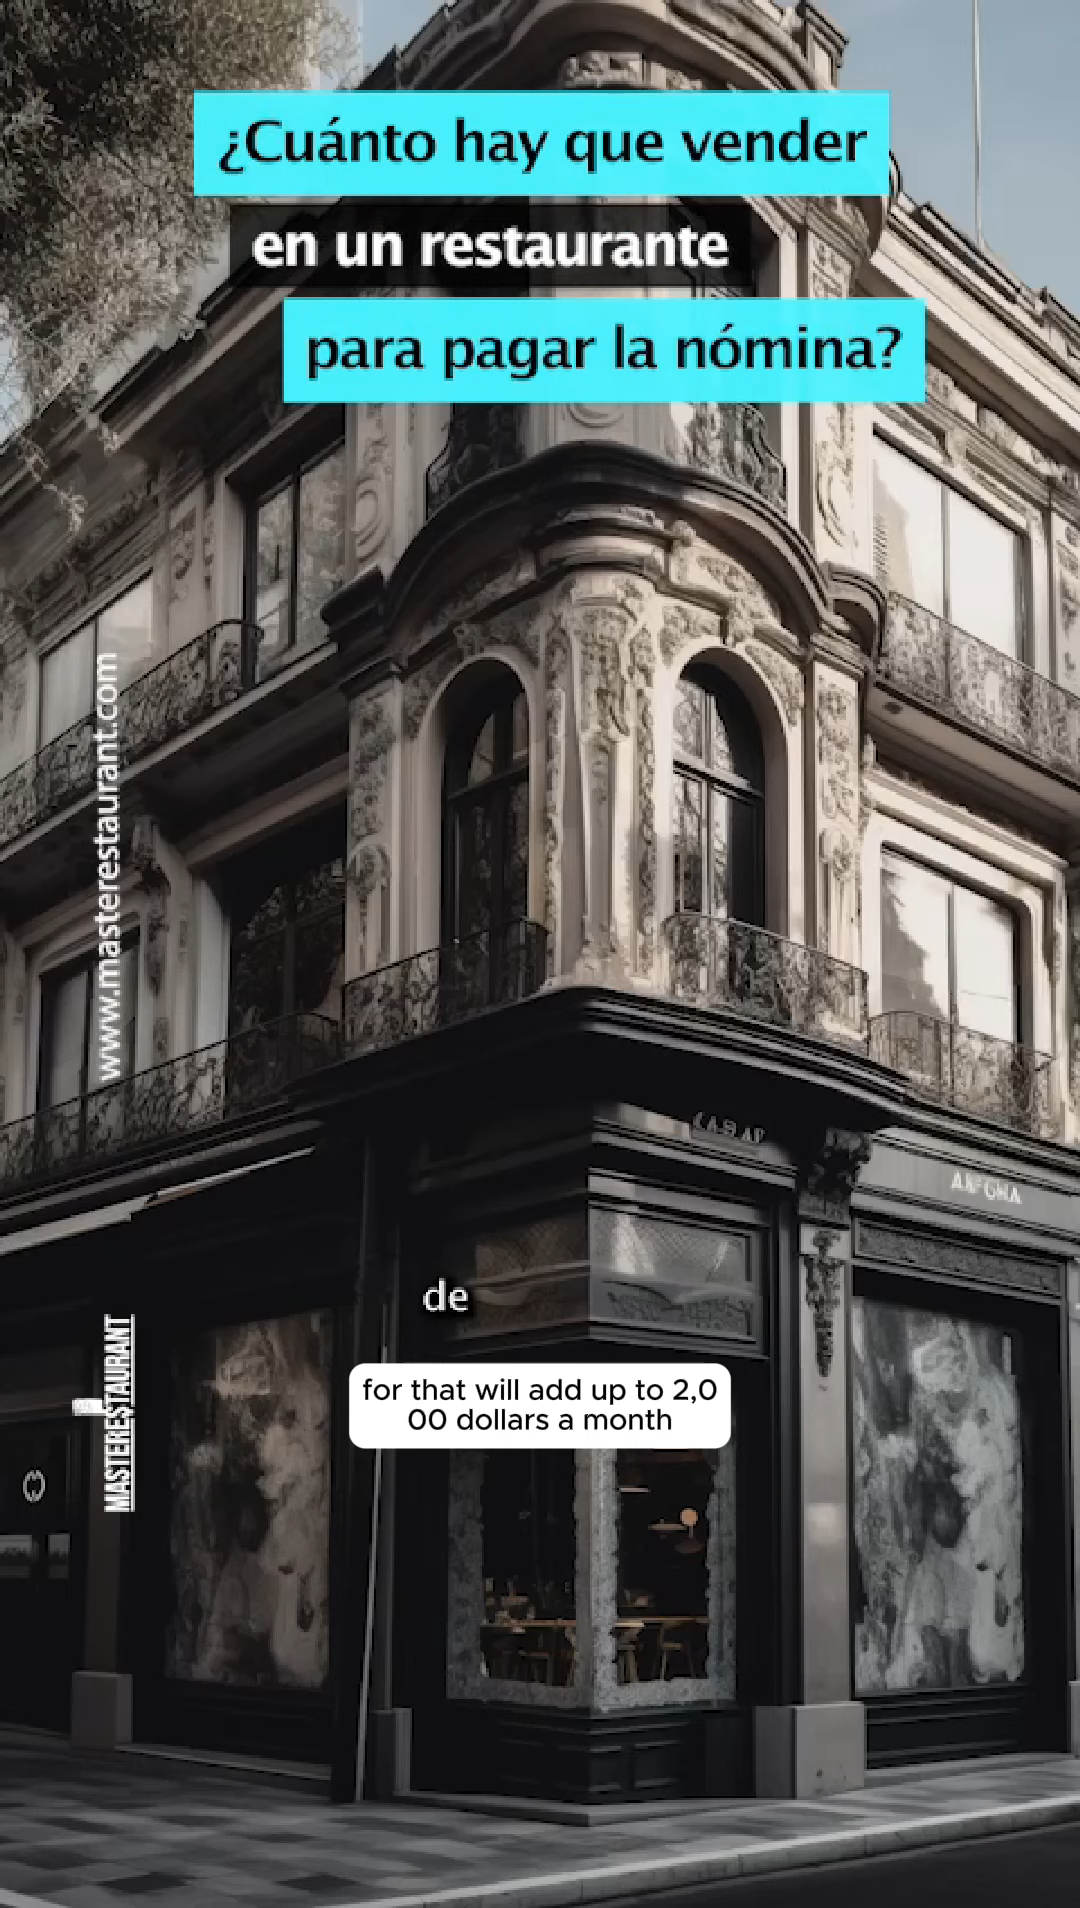 ¿Cuánto hay que vender
en un restaurante
para pagar la nómina?
www.masterestaurant.com
de
for that will add up to 2,0
00 dollars a month
MASTERESTAURANT